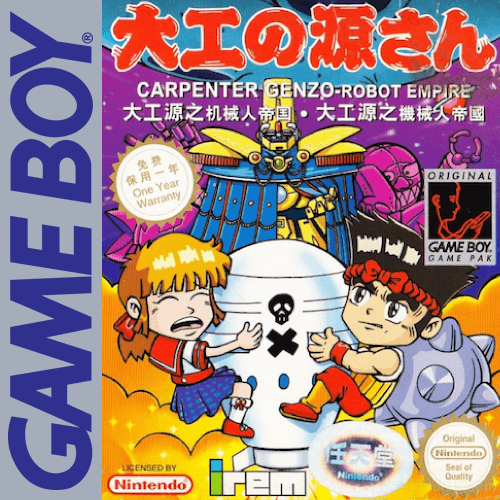 GAME BOY®
大工の源さん
CARPENTER GENZO-ROBOT EMPIRE
大工源之机械人帝国・大工源之機械人帝國
免費
保用一年
One Year
Warranty
ORIGINAL
GAME BOY
GAME PAK
LICENSED BY
Nintendo
irem
任天堂
Nintendo
Original
Nintendo
Seal of
Quality